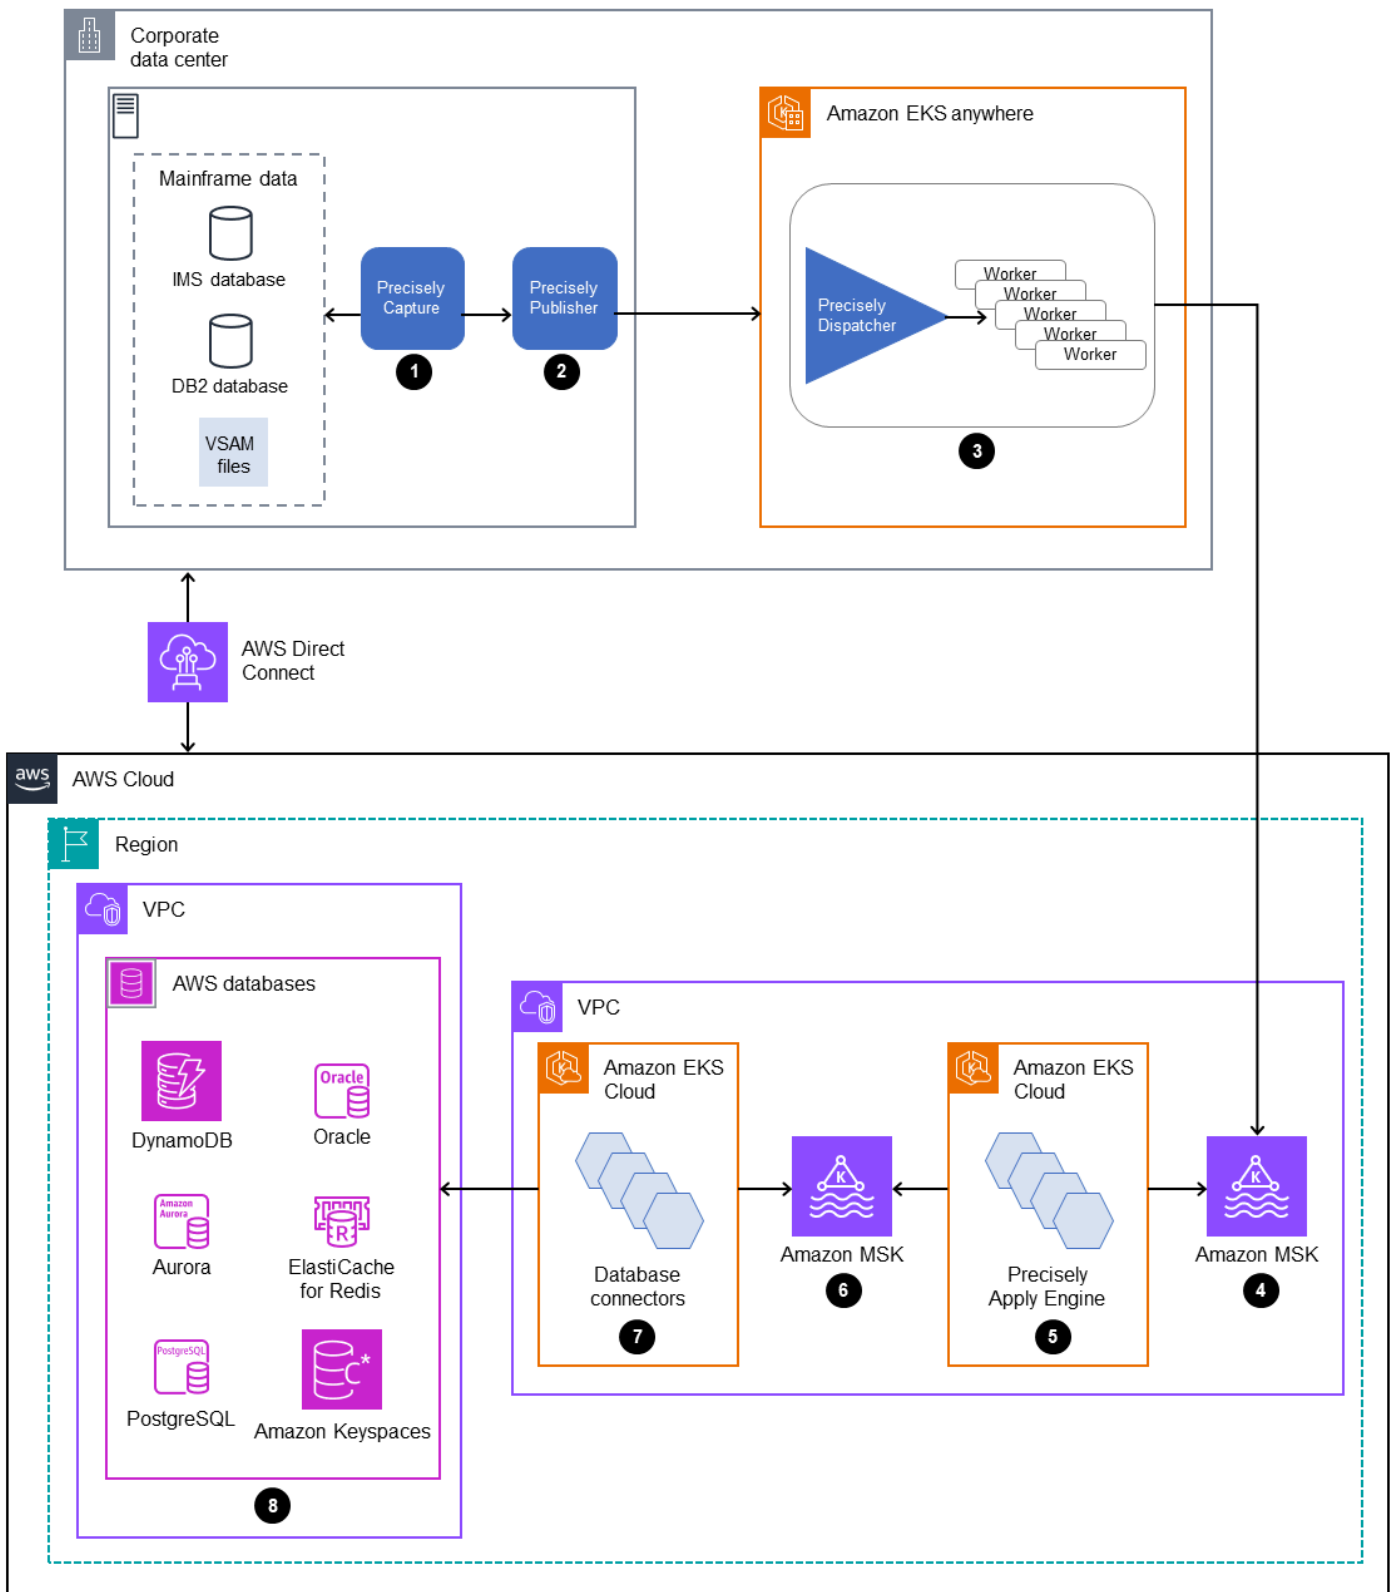 Corporate
data center
Mainframe data
IMS database
DB2 database
VSAM
files
Precisely
Capture
1
Precisely
Publisher
2
Amazon EKS anywhere
K
Precisely
Dispatcher
Worker
Worker
Worker
Worker
Worker
3
AWS Direct
Connect
aws
AWS Cloud
Region
VPC
AWS databases
DynamoDB
Oracle
Oracle
Amazon
Aurora
Aurora
R
ElastiCache
for Redis
PostgreSQL
PostgreSQL
C*
Amazon Keyspaces
8
VPC
K
Amazon EKS
Cloud
Database
connectors
7
K
Amazon MSK
6
K
Amazon EKS
Cloud
Precisely
Apply Engine
5
K
Amazon MSK
4